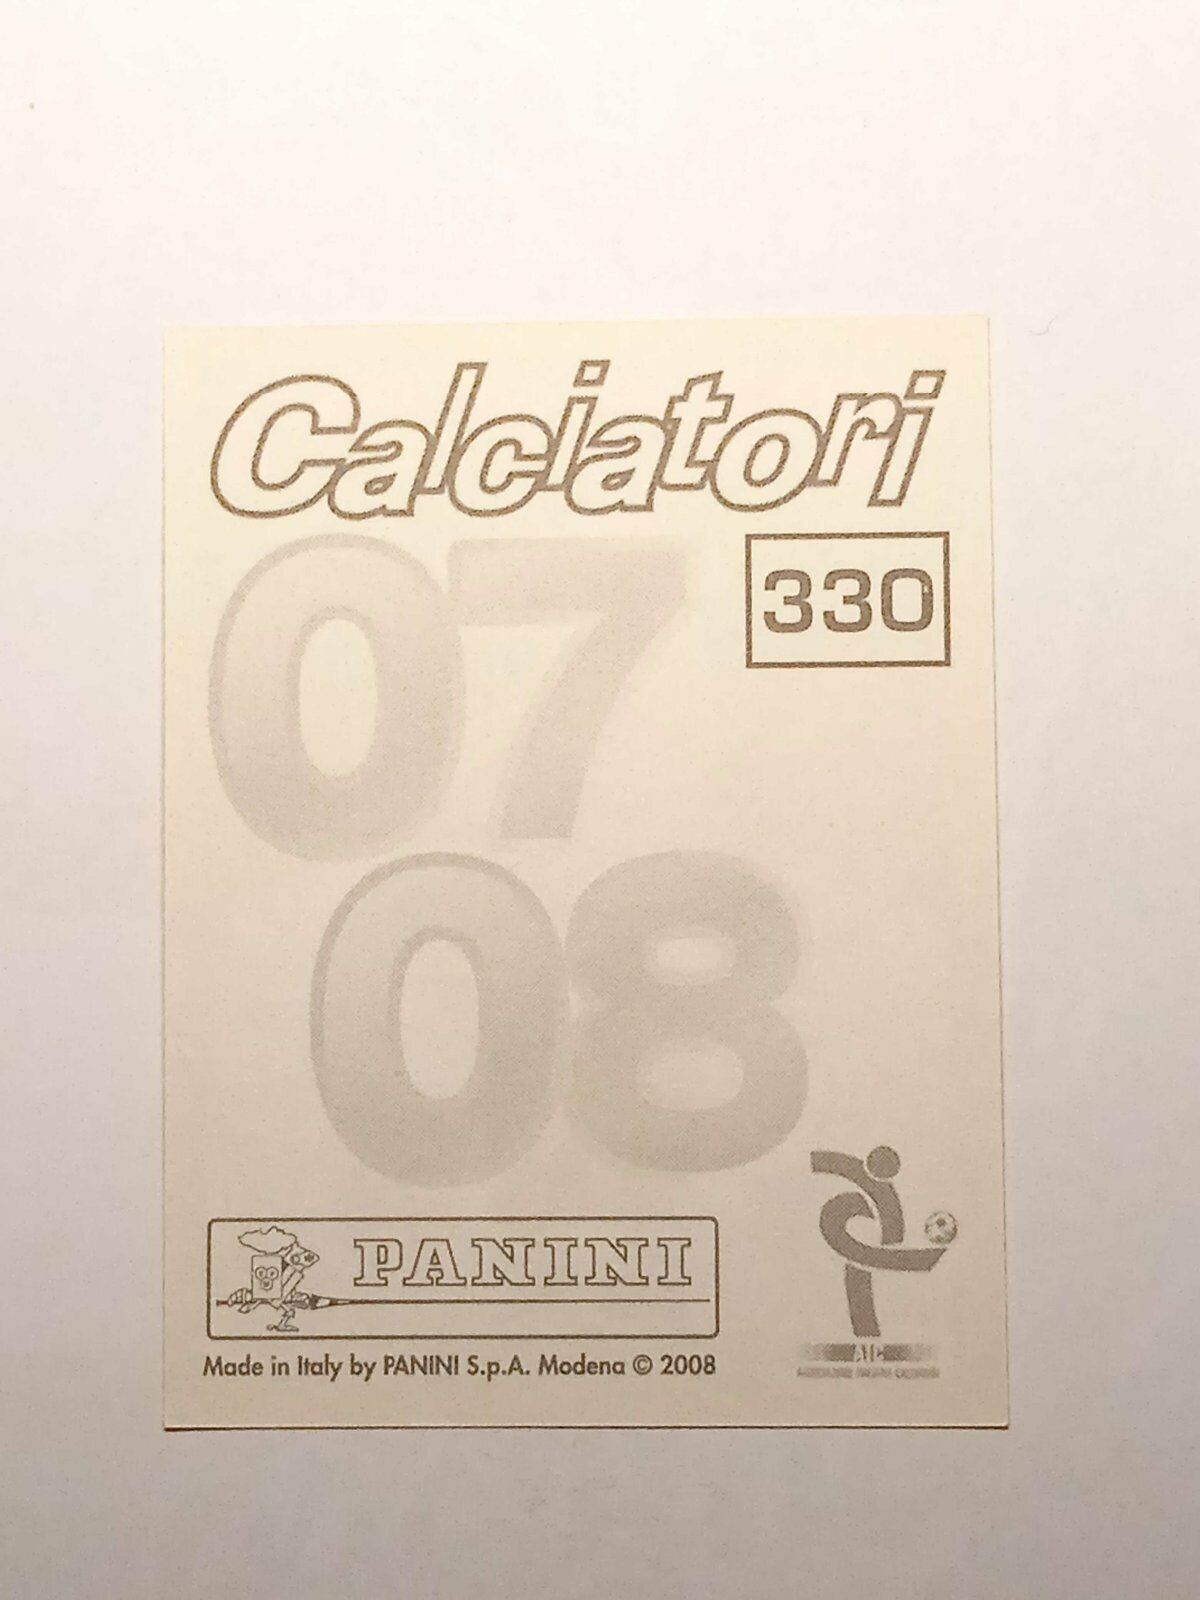 Calciatori
07
330
08
PANINI
Made in Italy by PANINI S.p.A. Modena © 2008
AIC